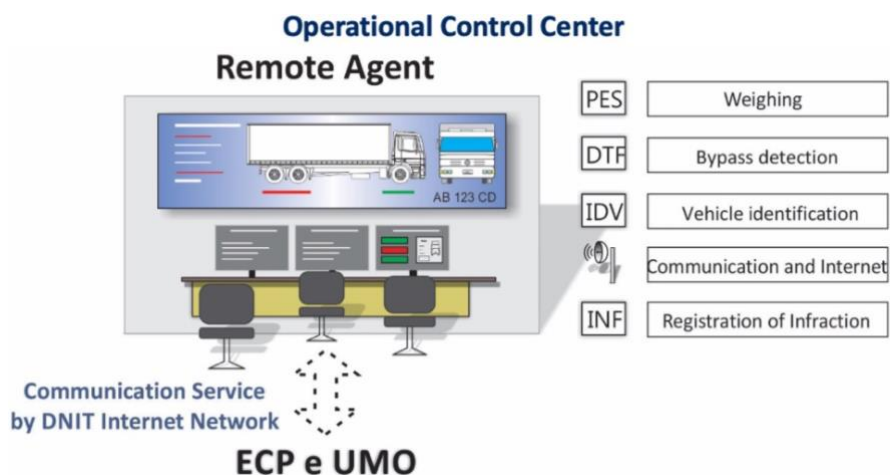 Operational Control Center
Remote Agent
AB 123 CD
PES Weighing
DTF Bypass detection
IDV Vehicle identification
Communication and Internet
INF Registration of Infraction
Communication Service
by DNIT Internet Network
ECP e UMO